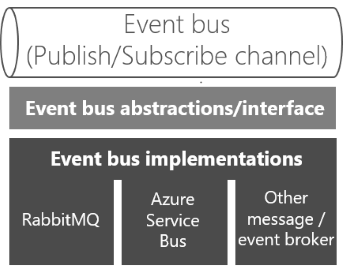 Event bus
(Publish/Subscribe channel)
Event bus abstractions/interface
Event bus implementations
RabbitMQ
Azure
Service
Bus
Other
message /
event broker